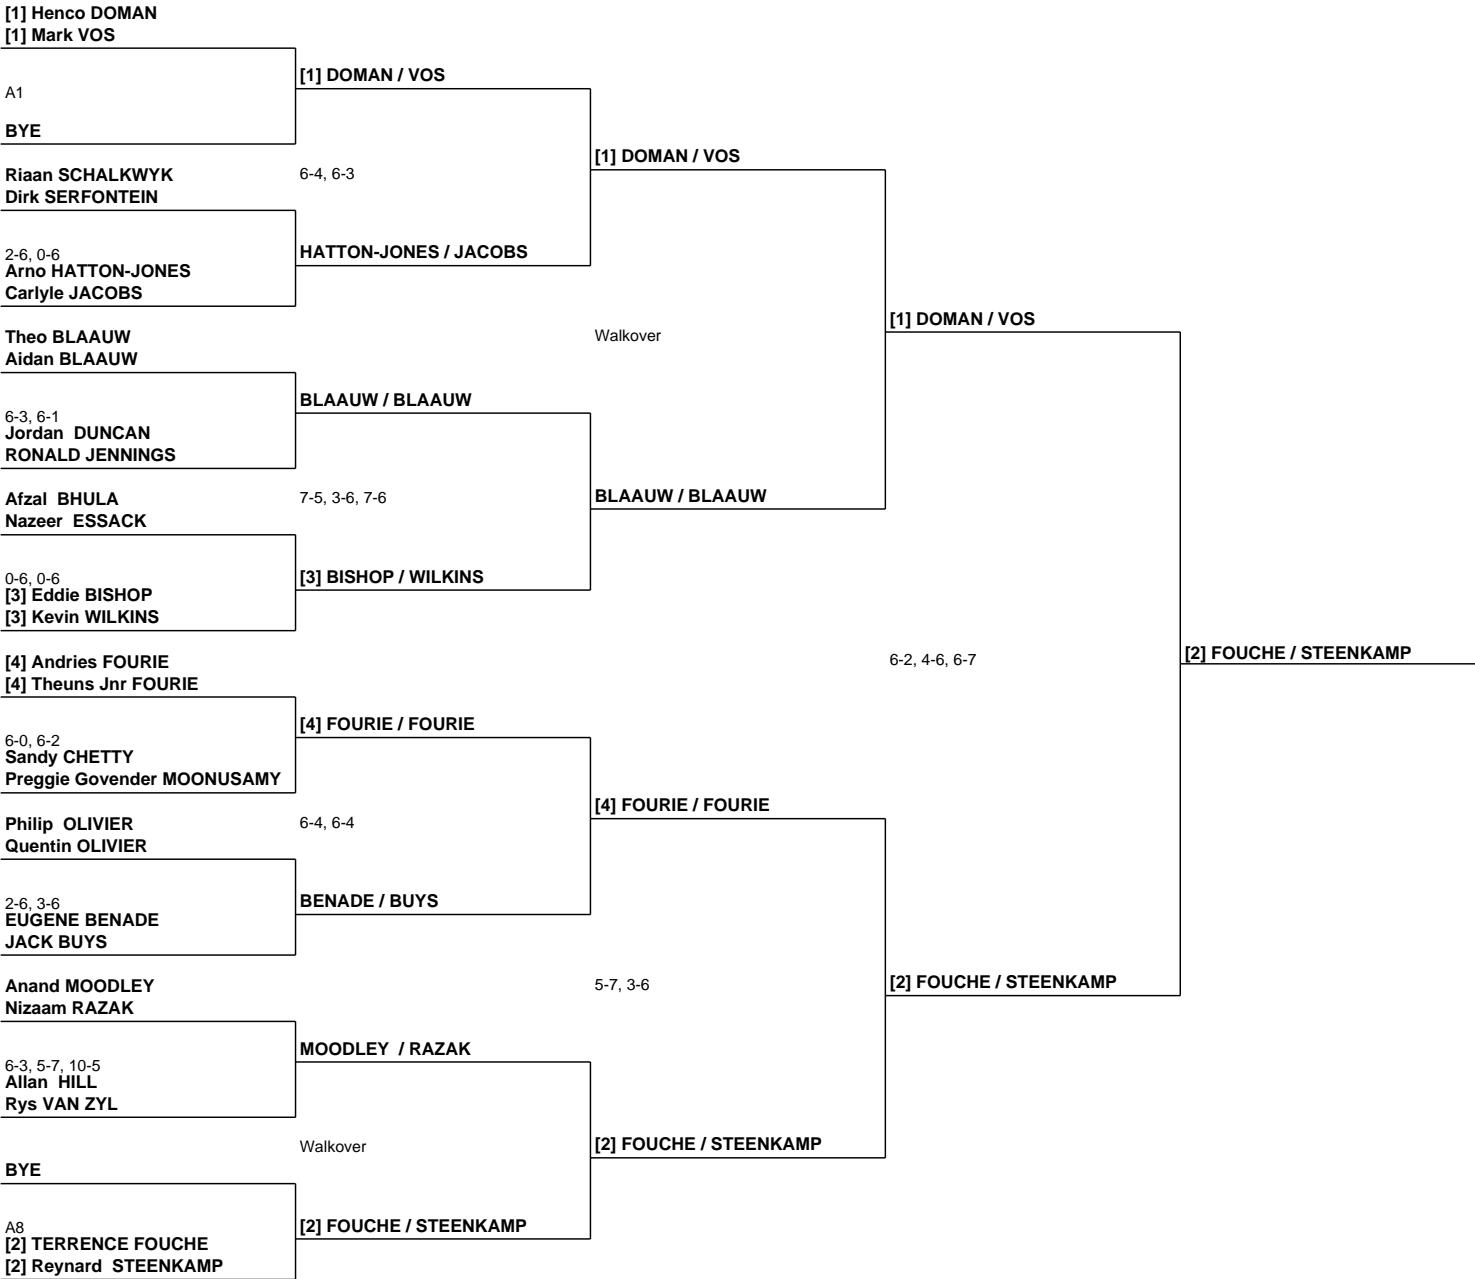 [1] Henco DOMAN
[1] Mark VOS
A1
BYE
Riaan SCHALKWYK
Dirk SERFONTEIN
2-6, 0-6
Arno HATTON-JONES
Carlyle JACOBS
Theo BLAAUW
Aidan BLAAUW
6-3, 6-1
Jordan  DUNCAN
RONALD JENNINGS
Afzal  BHULA
Nazeer  ESSACK
0-6, 0-6
[3] Eddie BISHOP
[3] Kevin WILKINS
[4] Andries FOURIE
[4] Theuns Jnr FOURIE
6-0, 6-2
Sandy CHETTY
Preggie Govender MOONUSAMY
Philip  OLIVIER
Quentin OLIVIER
2-6, 3-6
EUGENE BENADE
JACK BUYS
Anand MOODLEY
Nizaam RAZAK
6-3, 5-7, 10-5
Allan  HILL
Rys VAN ZYL
BYE
A8
[2] TERRENCE FOUCHE
[2] Reynard  STEENKAMP
[1] DOMAN / VOS
6-4, 6-3
HATTON-JONES / JACOBS
BLAAUW / BLAAUW
7-5, 3-6, 7-6
[3] BISHOP / WILKINS
[4] FOURIE / FOURIE
6-4, 6-4
BENADE / BUYS
MOODLEY  / RAZAK
Walkover
[2] FOUCHE / STEENKAMP
[1] DOMAN / VOS
Walkover
BLAAUW / BLAAUW
[4] FOURIE / FOURIE
5-7, 3-6
[2] FOUCHE / STEENKAMP
[1] DOMAN / VOS
6-2, 4-6, 6-7
[2] FOUCHE / STEENKAMP
[2] FOUCHE / STEENKAMP